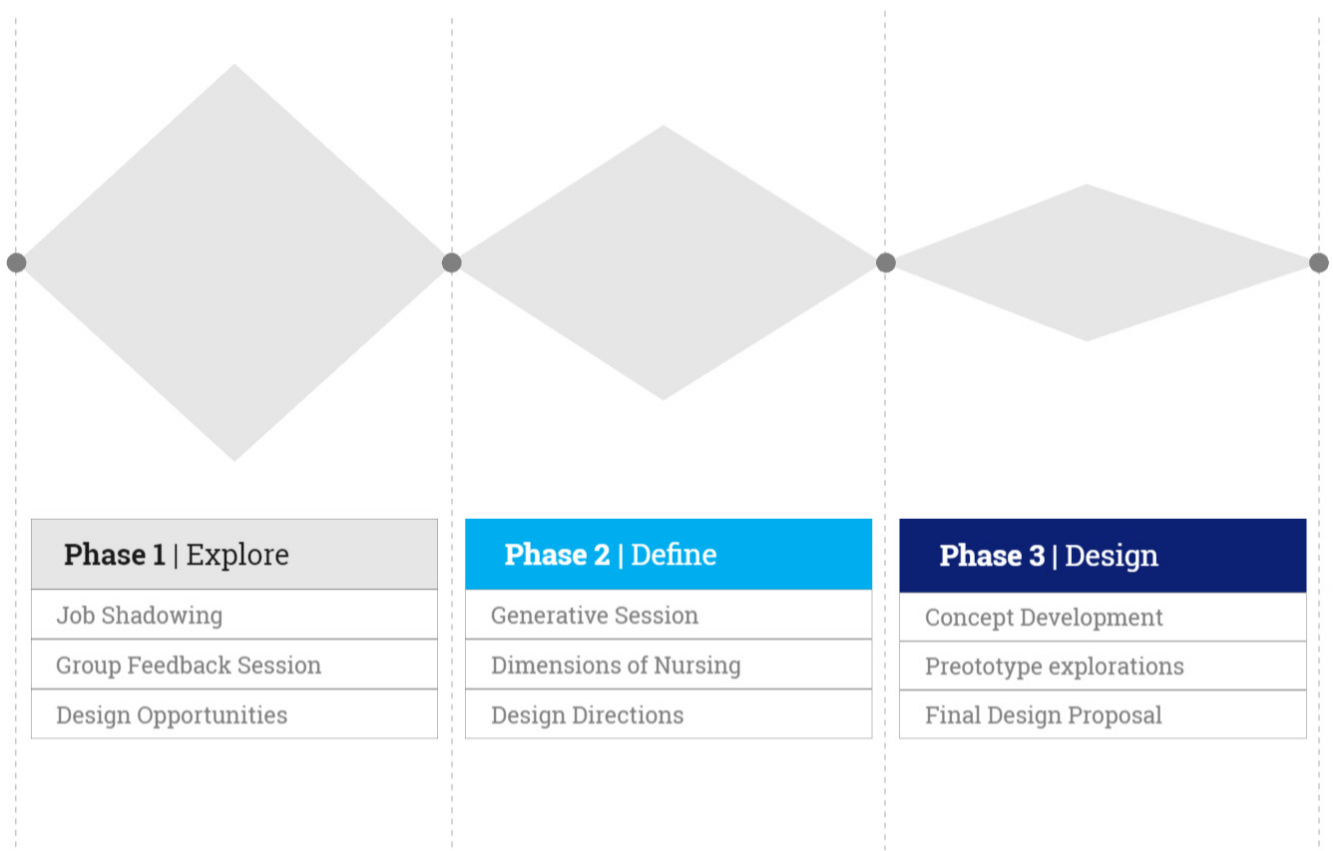 Phase 1 | Explore
Job Shadowing
Group Feedback Session
Design Opportunities
Phase 2 | Define
Generative Session
Dimensions of Nursing
Design Directions
Phase 3 | Design
Concept Development
Preototype explorations
Final Design Proposal